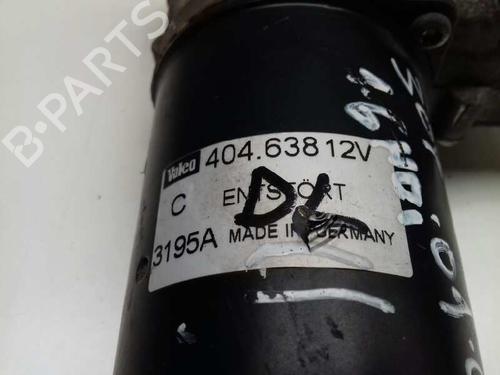 B-PARTS
Valeo 404.638 12V
C ENTSTÖRT
DL
3195A MADE IN GERMANY